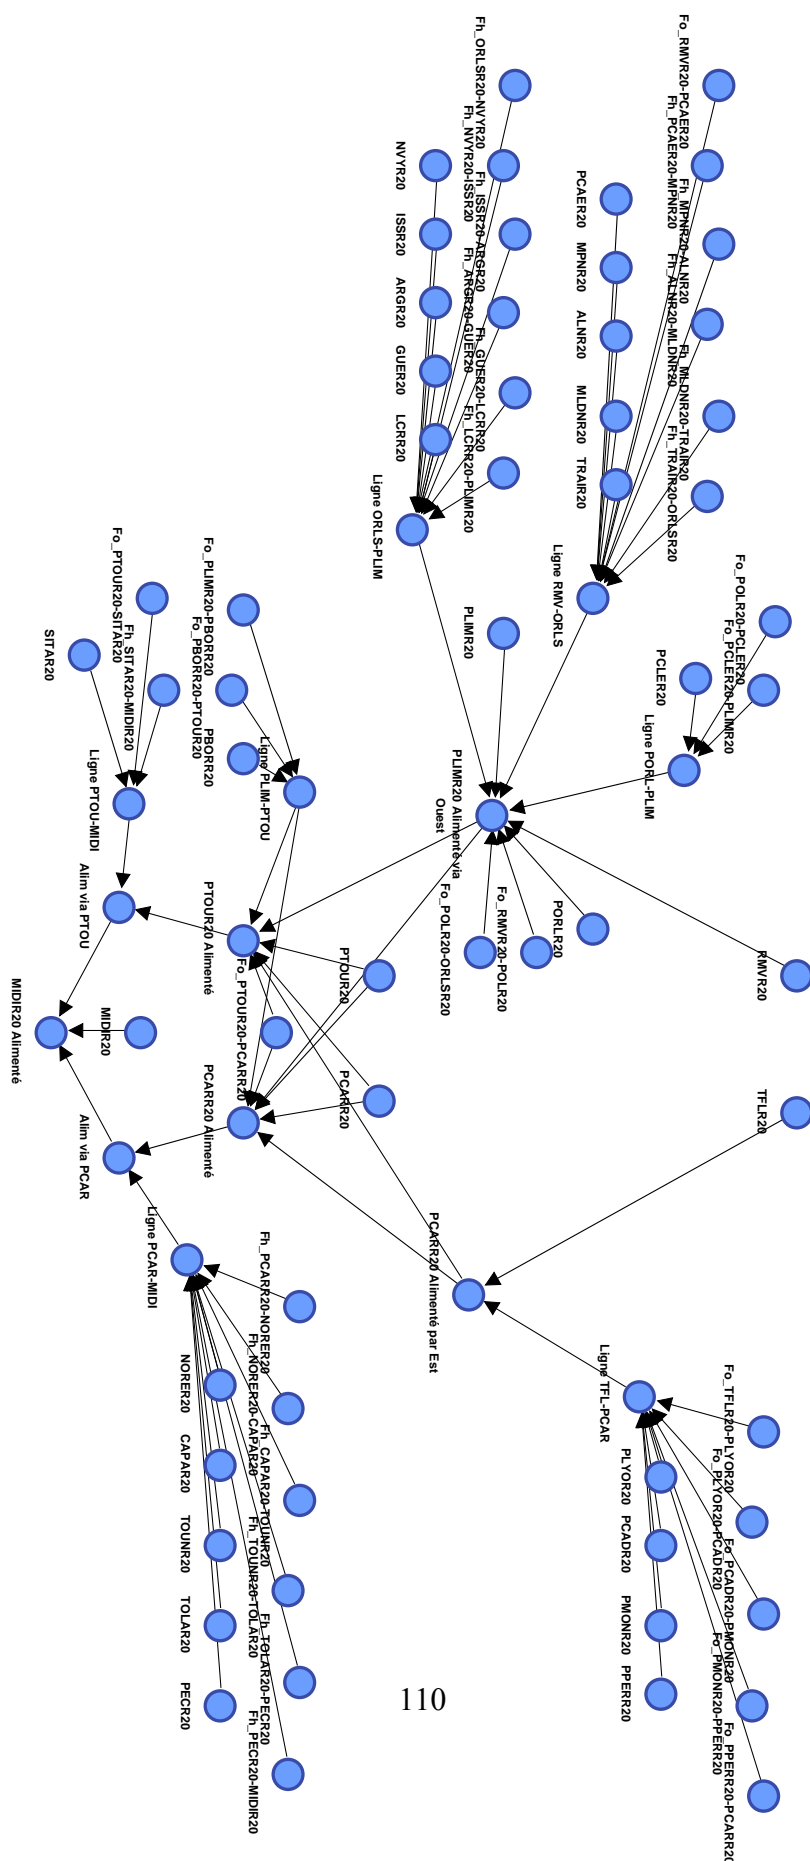 RMVR20
TFLR20
Fo_RMVR20-PCAER20
Fh_PCAER20-MPNR20
Fh_MPNR20-ALNR20
Fh_ALNR20-MLDNR20
Fh_MLDNR20-TRAIR20
Fh_TRAIR20-ORLSR20
Fo_POLR20-PCLER20
Fo_PCLER20-PLIMR20
Fo_TFLR20-PLYOR20
Fo_PLYOR20-PCADR20
Fo_PCADR20-PMONR20
Fo_PMONR20-PPERR20
Fo_PPERR20-PCARR20
PCAER20
MPNR20
ALNR20
MLDNR20
TRAIR20
PCLER20
PLYOR20
PCADR20
PMONR20
PPERR20
Ligne RMV-ORLS
Ligne PORL-PLIM
PORLR20
Ligne TFL-PCAR
Fh_ORLSR20-NVYR20
Fh_NVYR20-ISSR20
Fh_ISSR20-ARGR20
Fh_ARGR20-GUER20
Fh_GUER20-LCRR20
Fh_LCRR20-PLIMR20
PLIMR20
Fo_RMVR20-POLR20
Fo_POLR20-ORLSR20
PLIMR20 Alimenté via
Ouest
PCARR20 Alimenté par Est
NVYR20
ISSR20
ARGR20
GUER20
LCRR20
Ligne ORLS-PLIM
PTOUR20
PCARR20
Fo_PLIMR20-PBORR20
Fo_PBORR20-PTOUR20
PBORR20
Ligne PLIM-PTOU
Fo_PTOUR20-PCARR20
Fh_PCARR20-NORER20
Fh_NORER20-CAPAR20
Fh_CAPAR20-TOUNR20
Fh_TOUNR20-TOLAR20
Fh_TOLAR20-PECR20
Fh_PECR20-MIDIR20
PTOUR20 Alimenté
PCARR20 Alimenté
NORER20
CAPAR20
TOUNR20
TOLAR20
PECR20
Fo_PTOUR20-SITAR20
Fh_SITAR20-MIDIR20
Ligne PCAR-MIDI
MIDIR20
SITAR20
Ligne PTOU-MIDI
Alim via PTOU
Alim via PCAR
MIDIR20 Alimenté
110